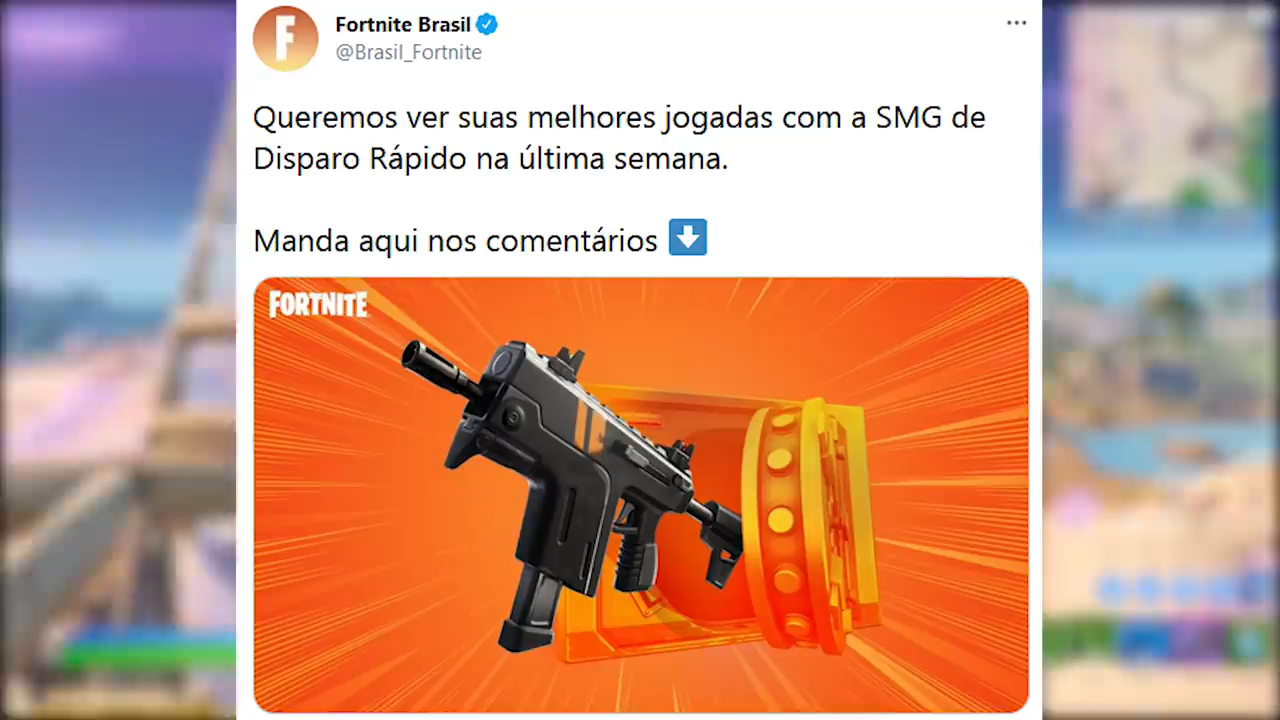 Fortnite Brasil
@Brasil_Fortnite
Queremos ver suas melhores jogadas com a SMG de
Disparo Rápido na última semana.
Manda aqui nos comentários ⬇️
FORTNITE